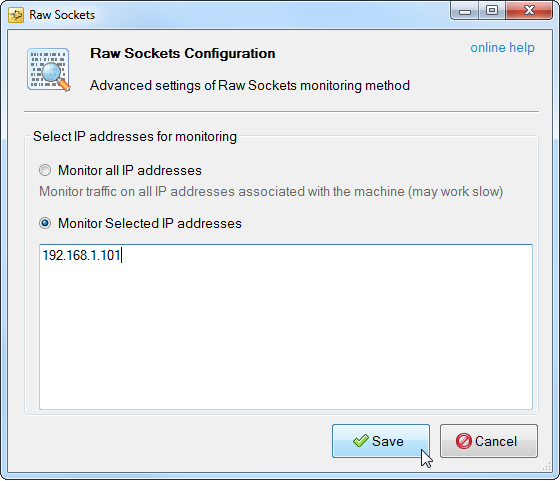 Raw Sockets
Raw Sockets Configuration
online help
Advanced settings of Raw Sockets monitoring method
Select IP addresses for monitoring
Monitor all IP addresses
Monitor traffic on all IP addresses associated with the machine (may work slow)
Monitor Selected IP addresses
192.168.1.101
Save
Cancel